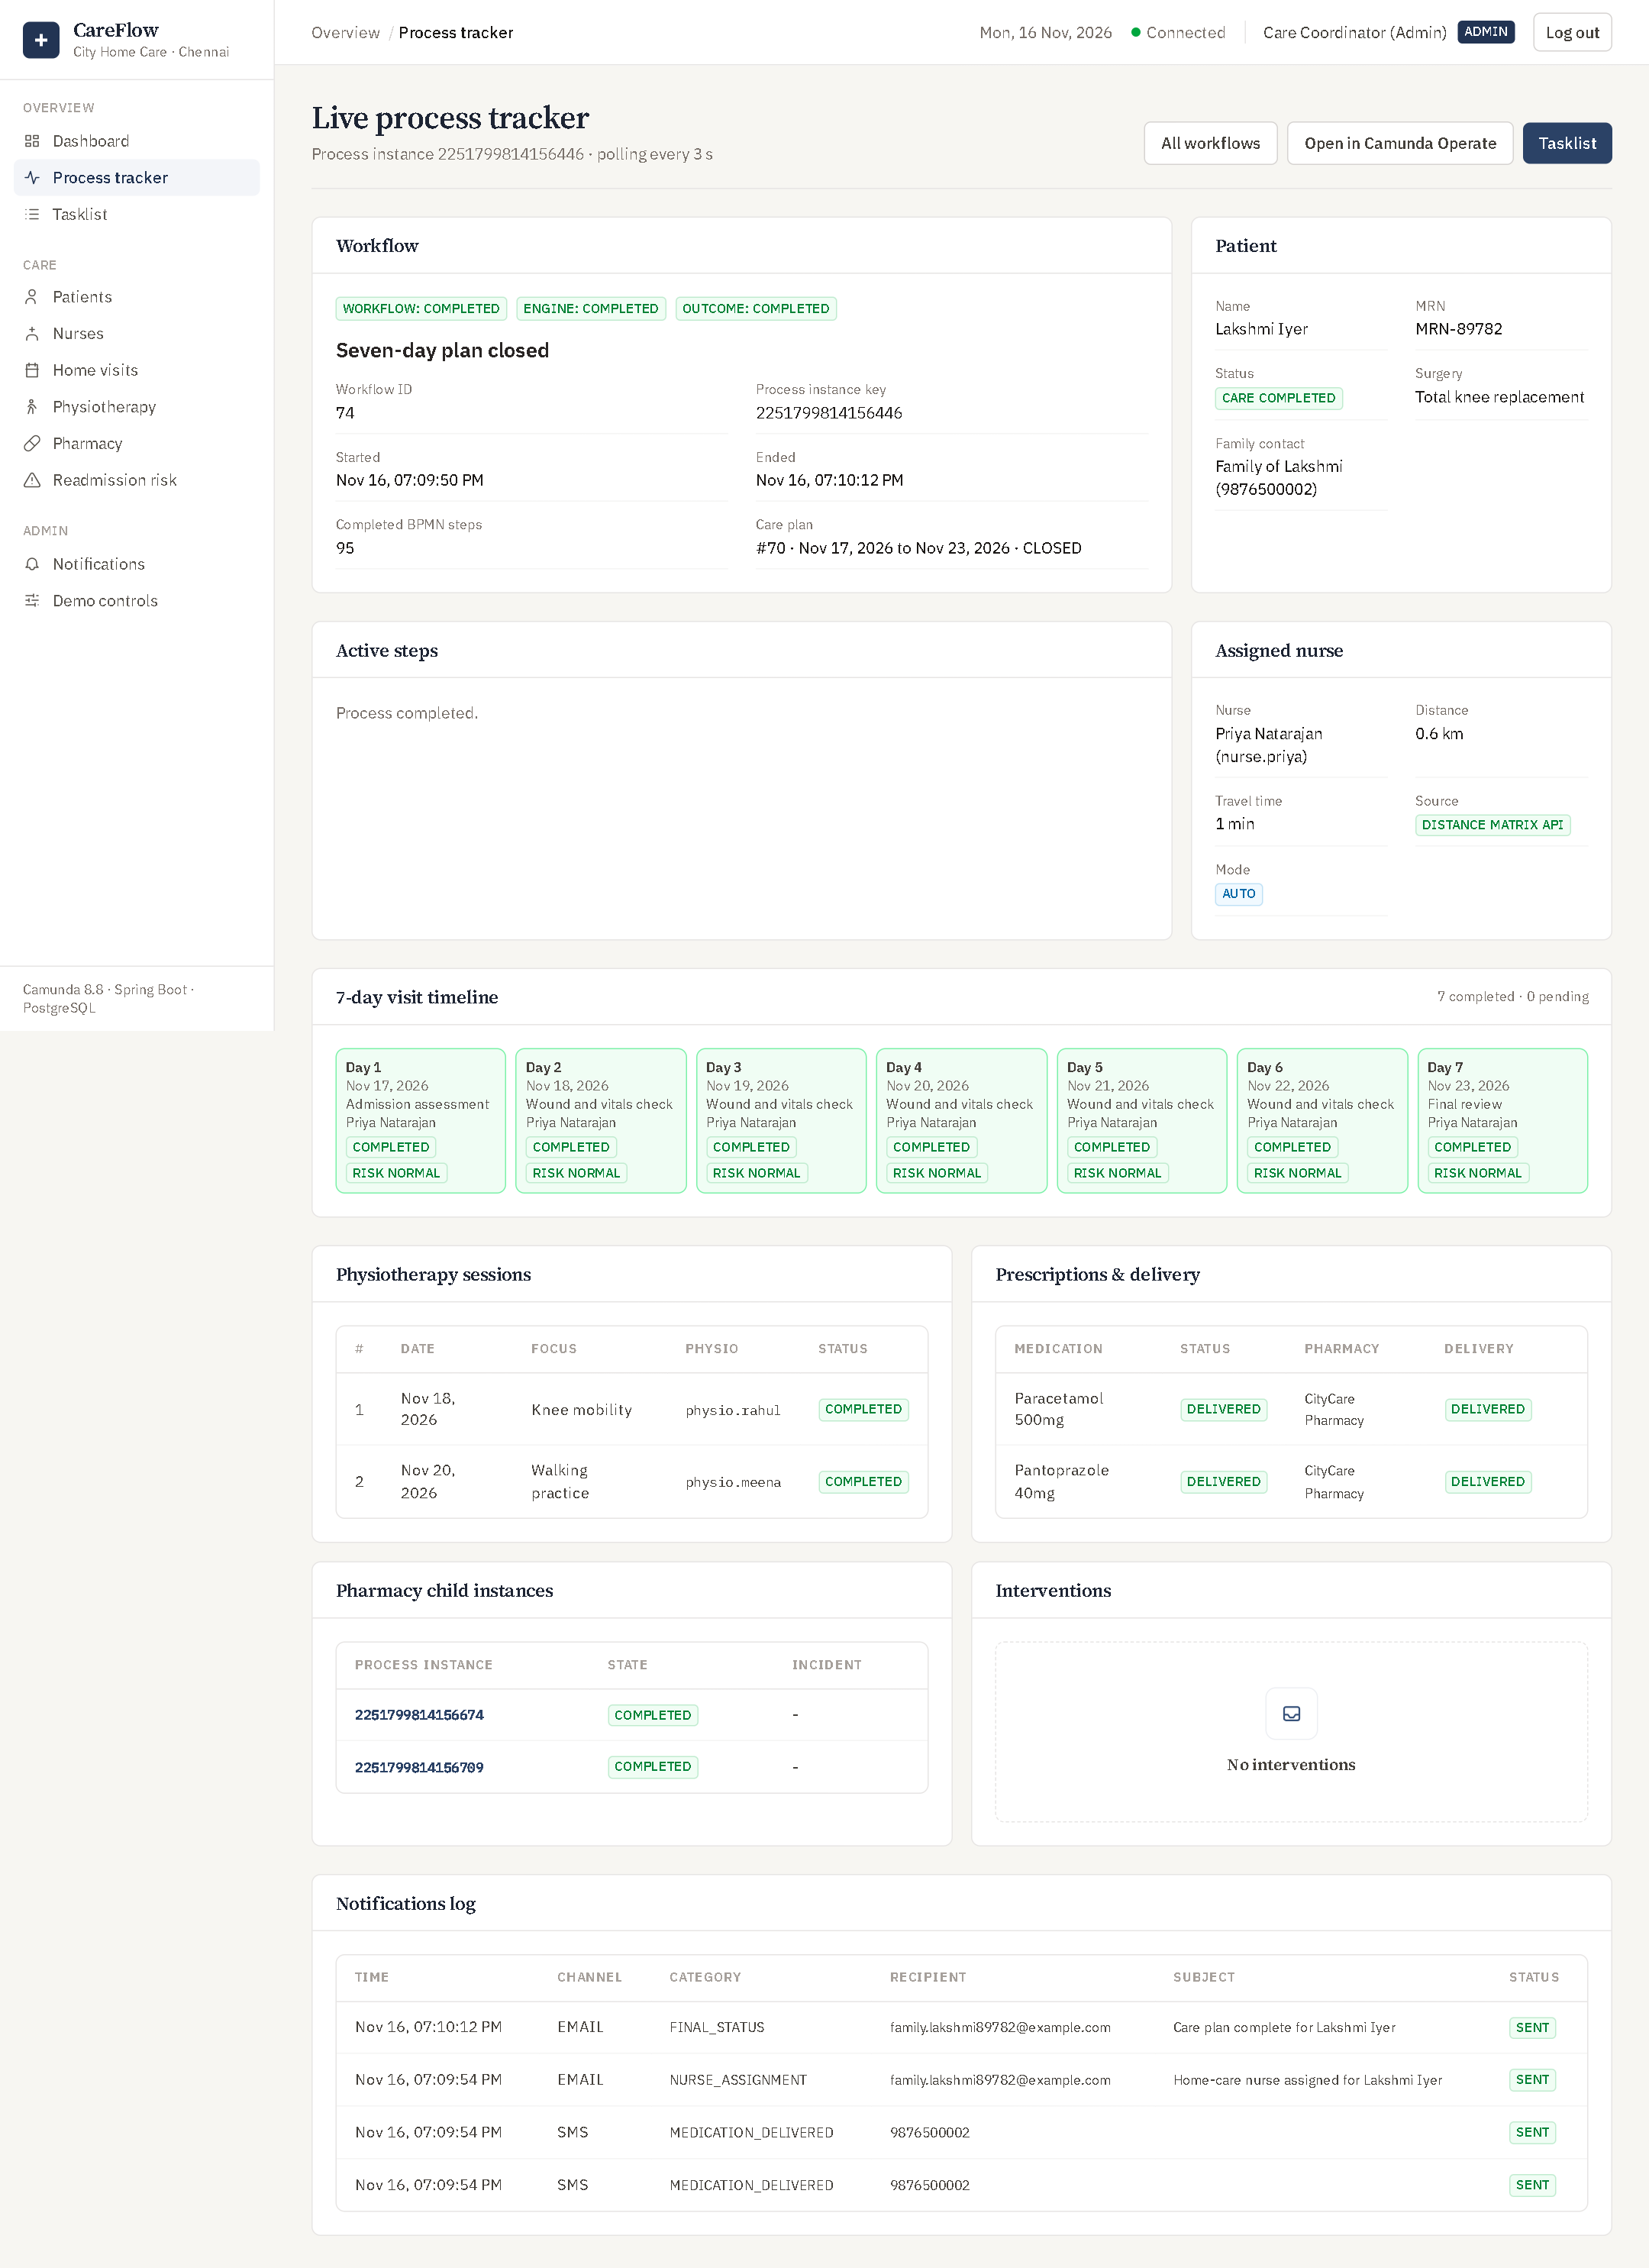 CareFlow
City Home Care · Chennai
OVERVIEW
Dashboard
Process tracker
Tasklist
CARE
Patients
Nurses
Home visits
Physiotherapy
Pharmacy
Readmission risk
ADMIN
Notifications
Demo controls
Camunda 8.8 · Spring Boot ·
PostgreSQL
Overview / Process tracker
Mon, 16 Nov, 2026 Connected Care Coordinator (Admin) ADMIN Log out
Live process tracker
Process instance 2251799814156446 · polling every 3 s
All workflows Open in Camunda Operate Tasklist
Workflow
WORKFLOW: COMPLETED ENGINE: COMPLETED OUTCOME: COMPLETED
Seven-day plan closed
Workflow ID Process instance key
74 2251799814156446
Started Ended
Nov 16, 07:09:50 PM Nov 16, 07:10:12 PM
Completed BPMN steps Care plan
95 #70 · Nov 17, 2026 to Nov 23, 2026 · CLOSED
Patient
Name MRN
Lakshmi Iyer MRN-89782
Status Surgery
CARE COMPLETED Total knee replacement
Family contact
Family of Lakshmi
(9876500002)
Active steps
Process completed.
Assigned nurse
Nurse Distance
Priya Natarajan 0.6 km
(nurse.priya)
Travel time Source
1 min DISTANCE MATRIX API
Mode
AUTO
7-day visit timeline 7 completed · 0 pending
Day 1
Nov 17, 2026
Admission assessment
Priya Natarajan
COMPLETED
RISK NORMAL
Day 2
Nov 18, 2026
Wound and vitals check
Priya Natarajan
COMPLETED
RISK NORMAL
Day 3
Nov 19, 2026
Wound and vitals check
Priya Natarajan
COMPLETED
RISK NORMAL
Day 4
Nov 20, 2026
Wound and vitals check
Priya Natarajan
COMPLETED
RISK NORMAL
Day 5
Nov 21, 2026
Wound and vitals check
Priya Natarajan
COMPLETED
RISK NORMAL
Day 6
Nov 22, 2026
Wound and vitals check
Priya Natarajan
COMPLETED
RISK NORMAL
Day 7
Nov 23, 2026
Final review
Priya Natarajan
COMPLETED
RISK NORMAL
Physiotherapy sessions
# DATE FOCUS PHYSIO STATUS
1 Nov 18, 2026 Knee mobility physio.rahul COMPLETED
2 Nov 20, 2026 Walking practice physio.meena COMPLETED
Prescriptions & delivery
MEDICATION STATUS PHARMACY DELIVERY
Paracetamol 500mg DELIVERED CityCare Pharmacy DELIVERED
Pantoprazole 40mg DELIVERED CityCare Pharmacy DELIVERED
Pharmacy child instances
PROCESS INSTANCE STATE INCIDENT
2251799814156674 COMPLETED -
2251799814156709 COMPLETED -
Interventions
No interventions
Notifications log
TIME CHANNEL CATEGORY RECIPIENT SUBJECT STATUS
Nov 16, 07:10:12 PM EMAIL FINAL_STATUS family.lakshmi89782@example.com Care plan complete for Lakshmi Iyer SENT
Nov 16, 07:09:54 PM EMAIL NURSE_ASSIGNMENT family.lakshmi89782@example.com Home-care nurse assigned for Lakshmi Iyer SENT
Nov 16, 07:09:54 PM SMS MEDICATION_DELIVERED 9876500002 SENT
Nov 16, 07:09:54 PM SMS MEDICATION_DELIVERED 9876500002 SENT